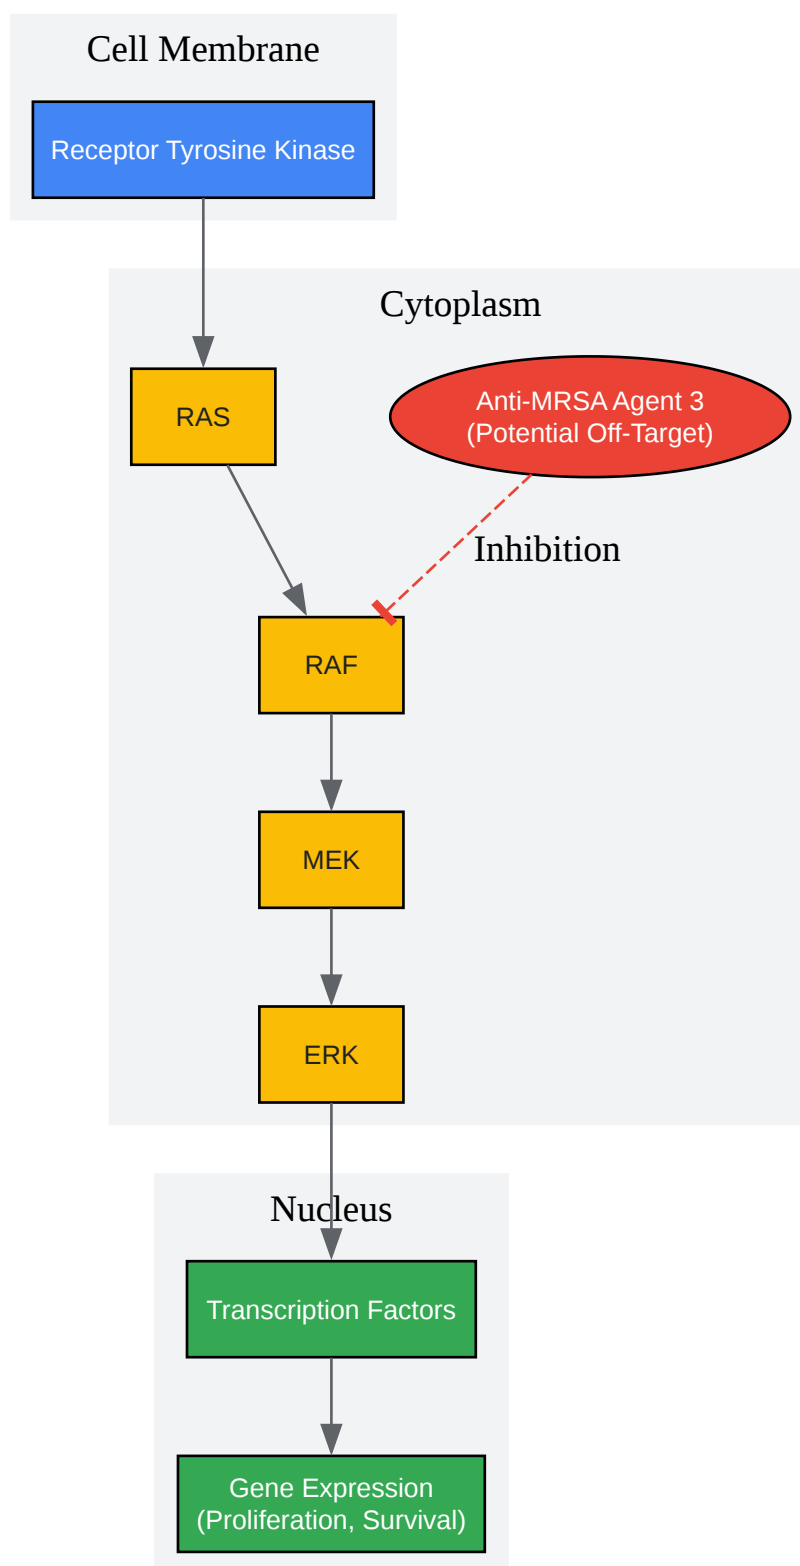 Cell Membrane
Receptor Tyrosine Kinase
Cytoplasm
RAS
Anti-MRSA Agent 3
(Potential Off-Target)
Inhibition
RAF
MEK
ERK
Nucleus
Transcription Factors
Gene Expression
(Proliferation, Survival)